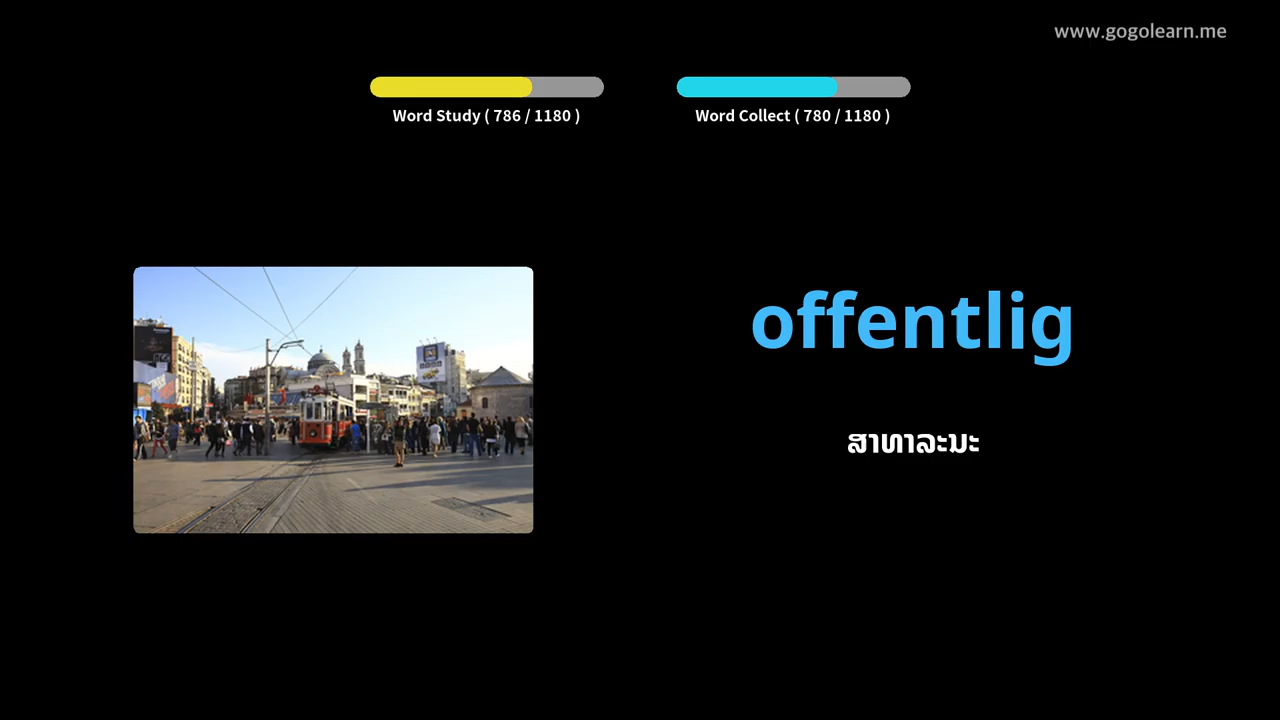 www.gogolearn.me
Word Study ( 786 / 1180 )
Word Collect ( 780 / 1180 )
offentlig
ສາທາລະນະ